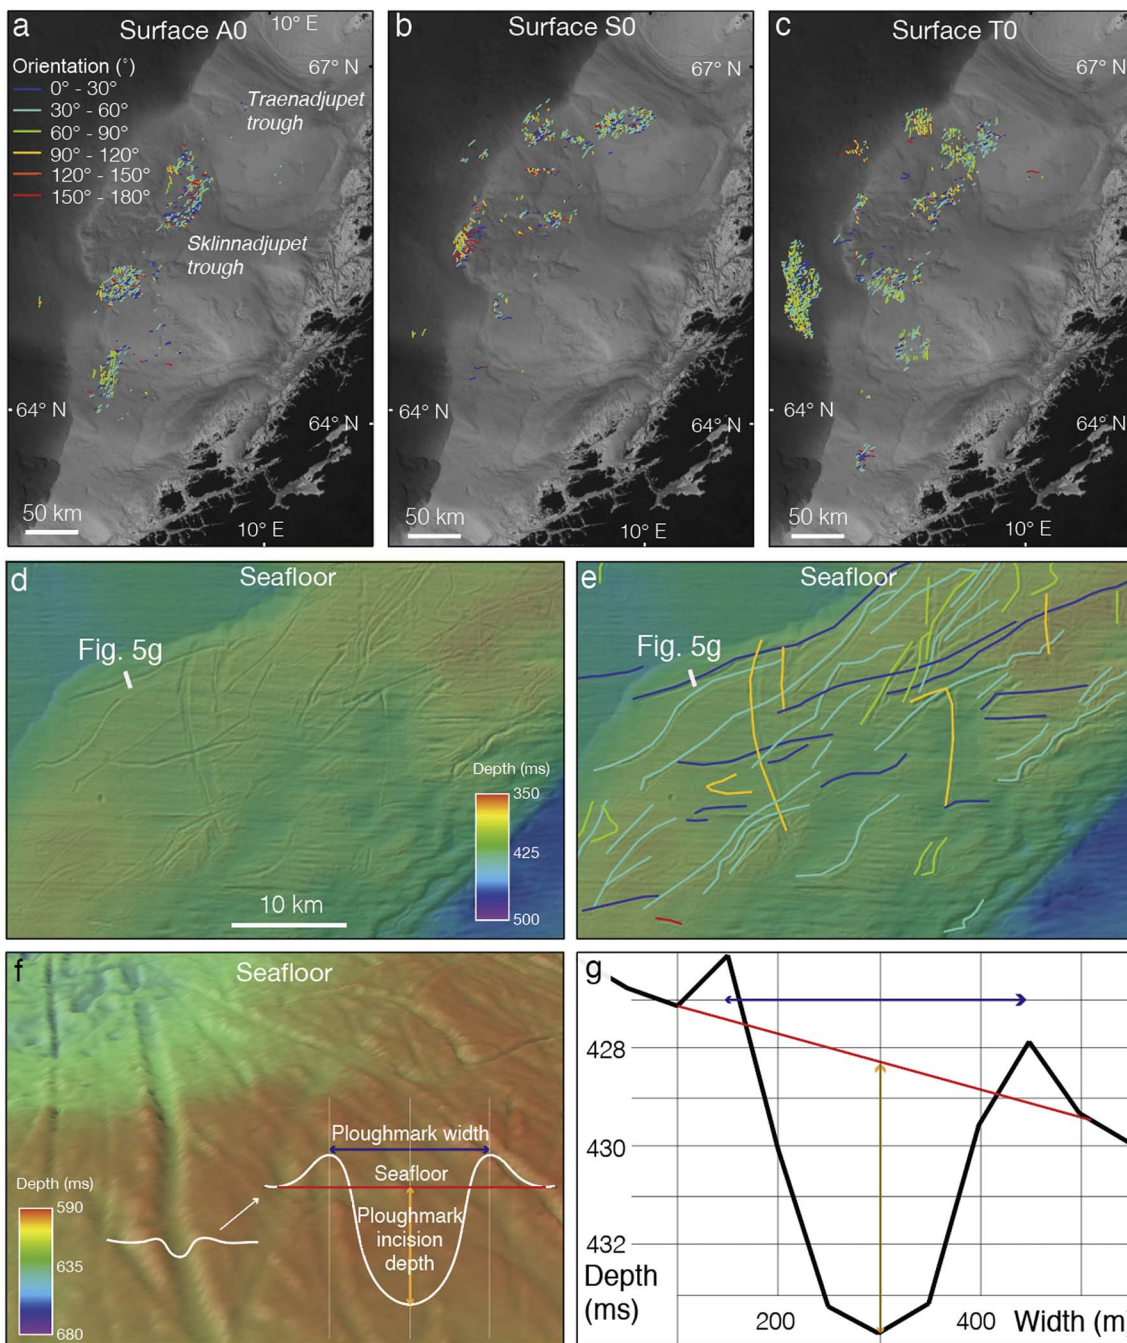 a
Surface A0
10° E
67° N
Orientation (°)
0° - 30°
30° - 60°
60° - 90°
90° - 120°
120° - 150°
150° - 180°
Traenadjupet
trough
Sklinnadjupet
trough
64° N
50 km
10° E
b
Surface S0
67° N
64° N
64° N
50 km
10° E
c
Surface T0
67° N
64° N
64° N
50 km
10° E
d
Seafloor
Fig. 5g
Depth (ms)
350
425
500
10 km
e
Seafloor
Fig. 5g
f
Seafloor
Ploughmark width
Seafloor
Ploughmark
incision
depth
Depth (ms)
590
635
680
g
428
430
432
Depth
(ms)
200
400
Width (m